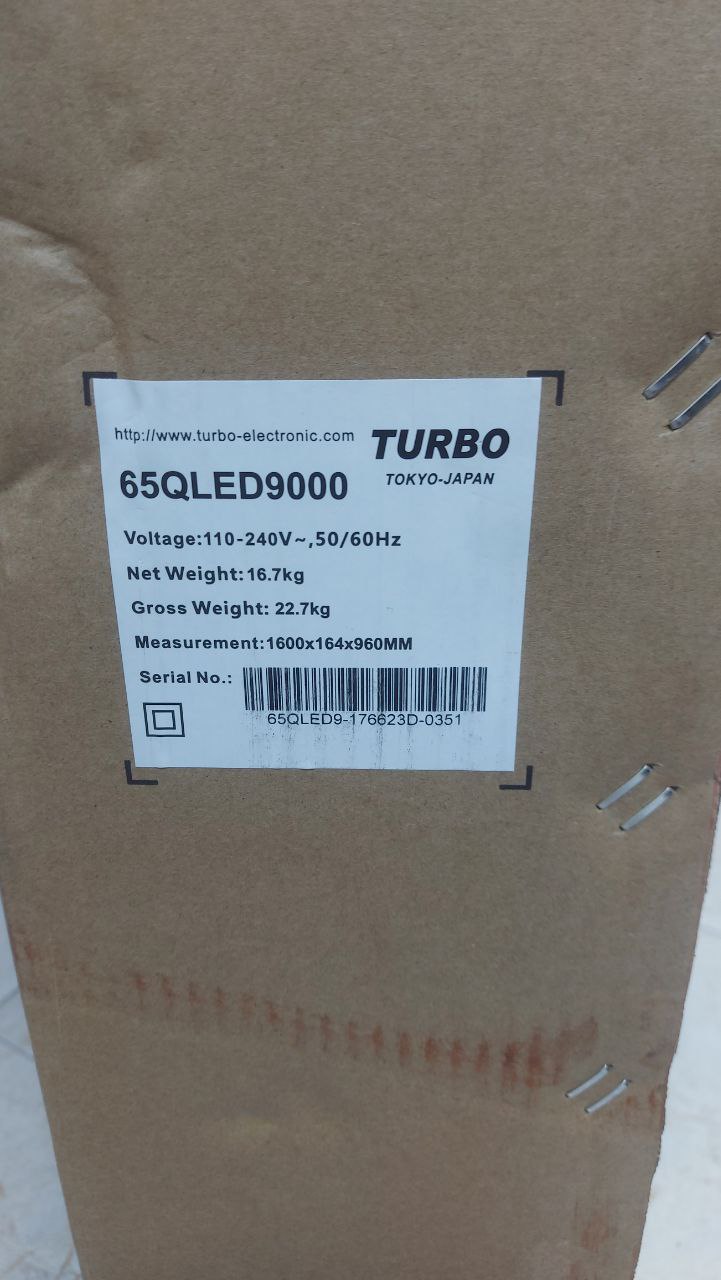 http://www.turbo-electronic.com
TURBO
TOKYO-JAPAN
65QLED9000
Voltage:110-240V~,50/60Hz
Net Weight:16.7kg
Gross Weight: 22.7kg
Measurement:1600x164x960MM
Serial No.:
65QLED9-176623D-0351